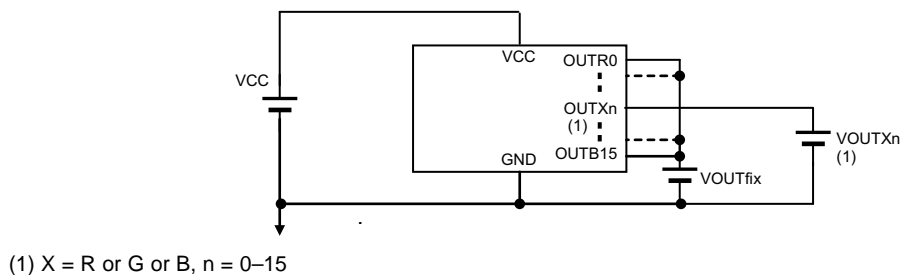 VCC
VCC
OUTR0
OUTXn
(1)
OUTB15
GND
VOUTfix
VOUTXn
(1)
(1) X = R or G or B, n = 0–15